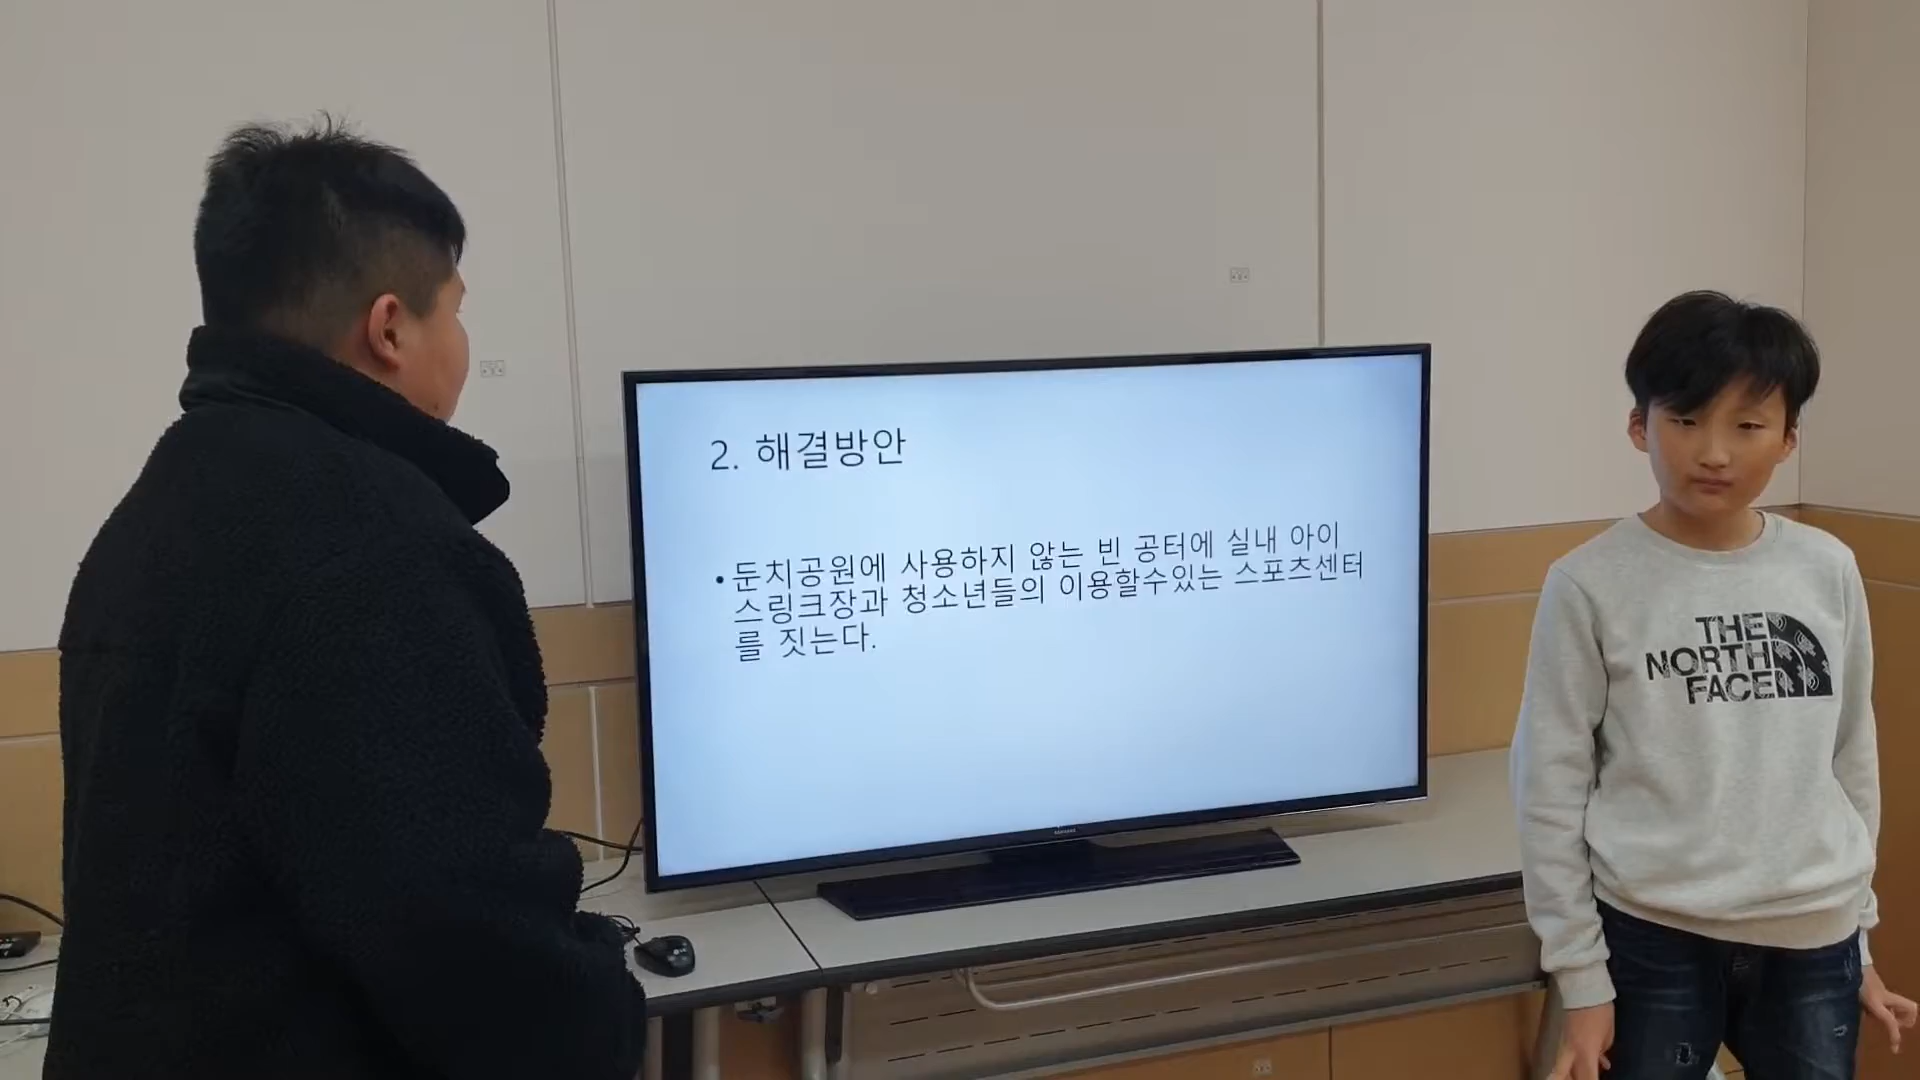 2. 해결방안
•둔치공원에 사용하지 않는 빈 공터에 실내 아이
스링크장과 청소년들의 이용할수있는 스포츠센터
를 짓는다.
SAMSUNG
THE
NORTH
FACE